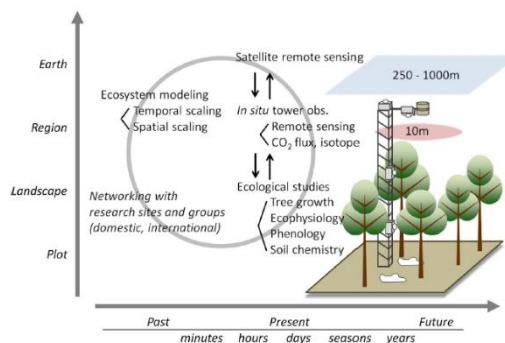 Earth
Satellite remote sensing
250 - 1000m
Ecosystem modeling
Temporal scaling
Spatial scaling
In situ tower obs.
Remote sensing
CO₂ flux, isotope
10m
Region
Landscape
Ecological studies
Tree growth
Ecophysiology
Phenology
Soil chemistry
Networking with
research sites and groups
(domestic, international)
Plot
Past
Present
Future
minutes hours days seasons years